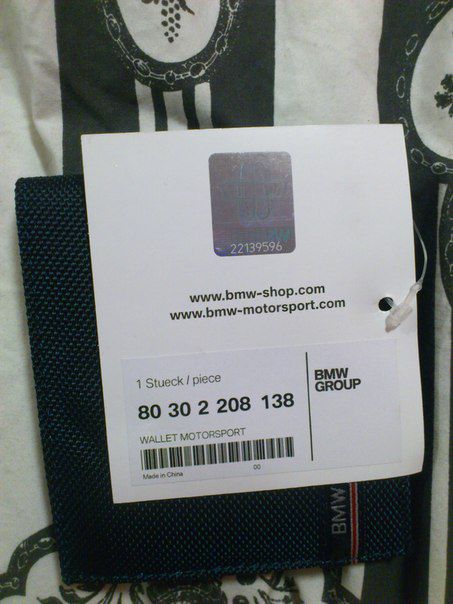 22139596
www.bmw-shop.com
www.bmw-motorsport.com
1 Stueck / piece
BMW
GROUP
80 30 2 208 138
WALLET MOTORSPORT
Made in China
00
BMW